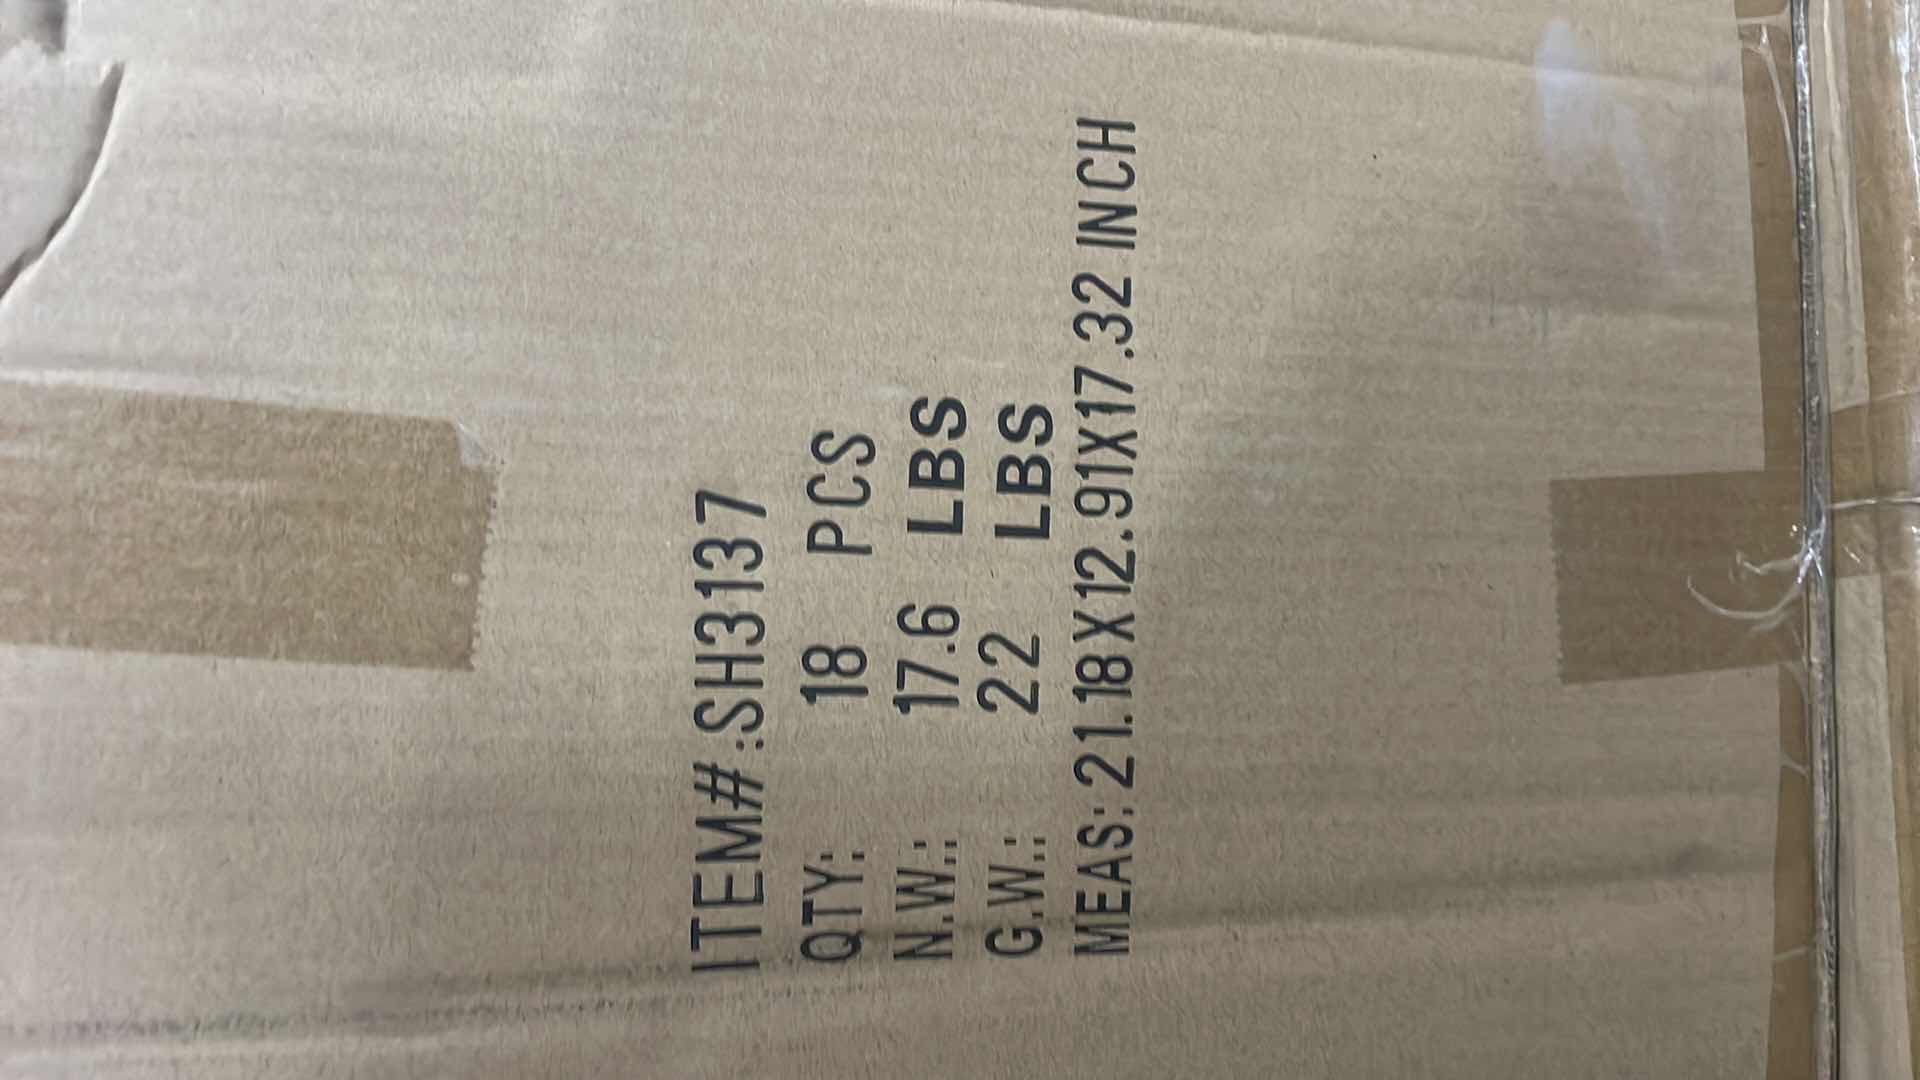 ITEM#:SH3137
QTY: 18 PCS
N.W.: 17.6 LBS
G.W.: 22 LBS
MEAS: 21.18X12.91X17.32 INCH